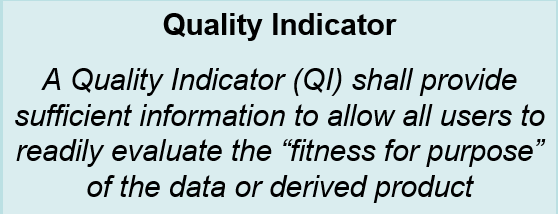 Quality Indicator
A Quality Indicator (QI) shall provide
sufficient information to allow all users to
readily evaluate the “fitness for purpose”
of the data or derived product